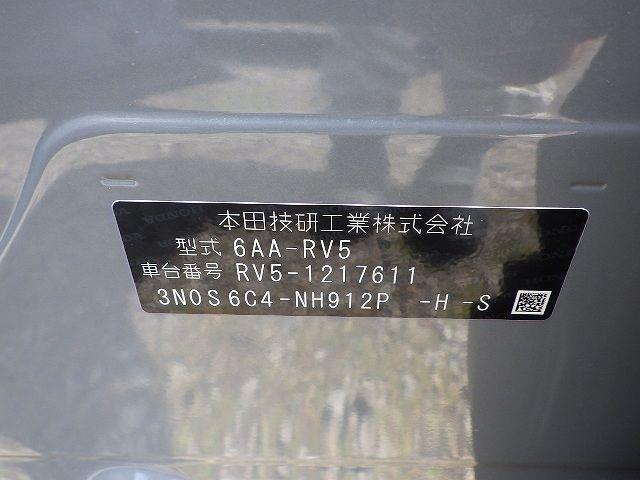 本田技研工業株式会社
型式 6AA-RV5
車台番号 RV5-1217611
3N0S6C4-NH912P -H -S